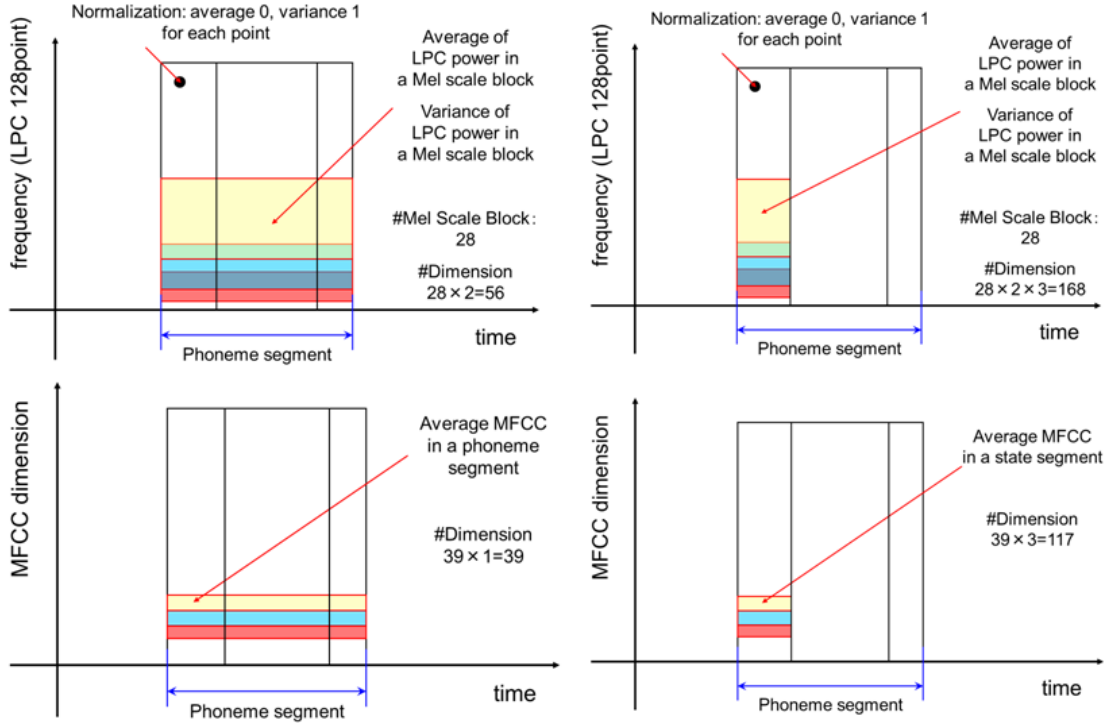 Normalization: average 0, variance 1
for each point
frequency (LPC 128point)
Average of
LPC power in
a Mel scale block
Variance of
LPC power in
a Mel scale block
#Mel Scale Block:
28
#Dimension
28×2=56
time
Phoneme segment
Normalization: average 0, variance 1
for each point
frequency (LPC 128point)
Average of
LPC power in
a Mel scale block
Variance of
LPC power in
a Mel scale block
#Mel Scale Block:
28
#Dimension
28×2×3=168
time
Phoneme segment
MFCC dimension
Average MFCC
in a phoneme
segment
#Dimension
39×1=39
time
Phoneme segment
MFCC dimension
Average MFCC
in a state segment
#Dimension
39×3=117
time
Phoneme segment